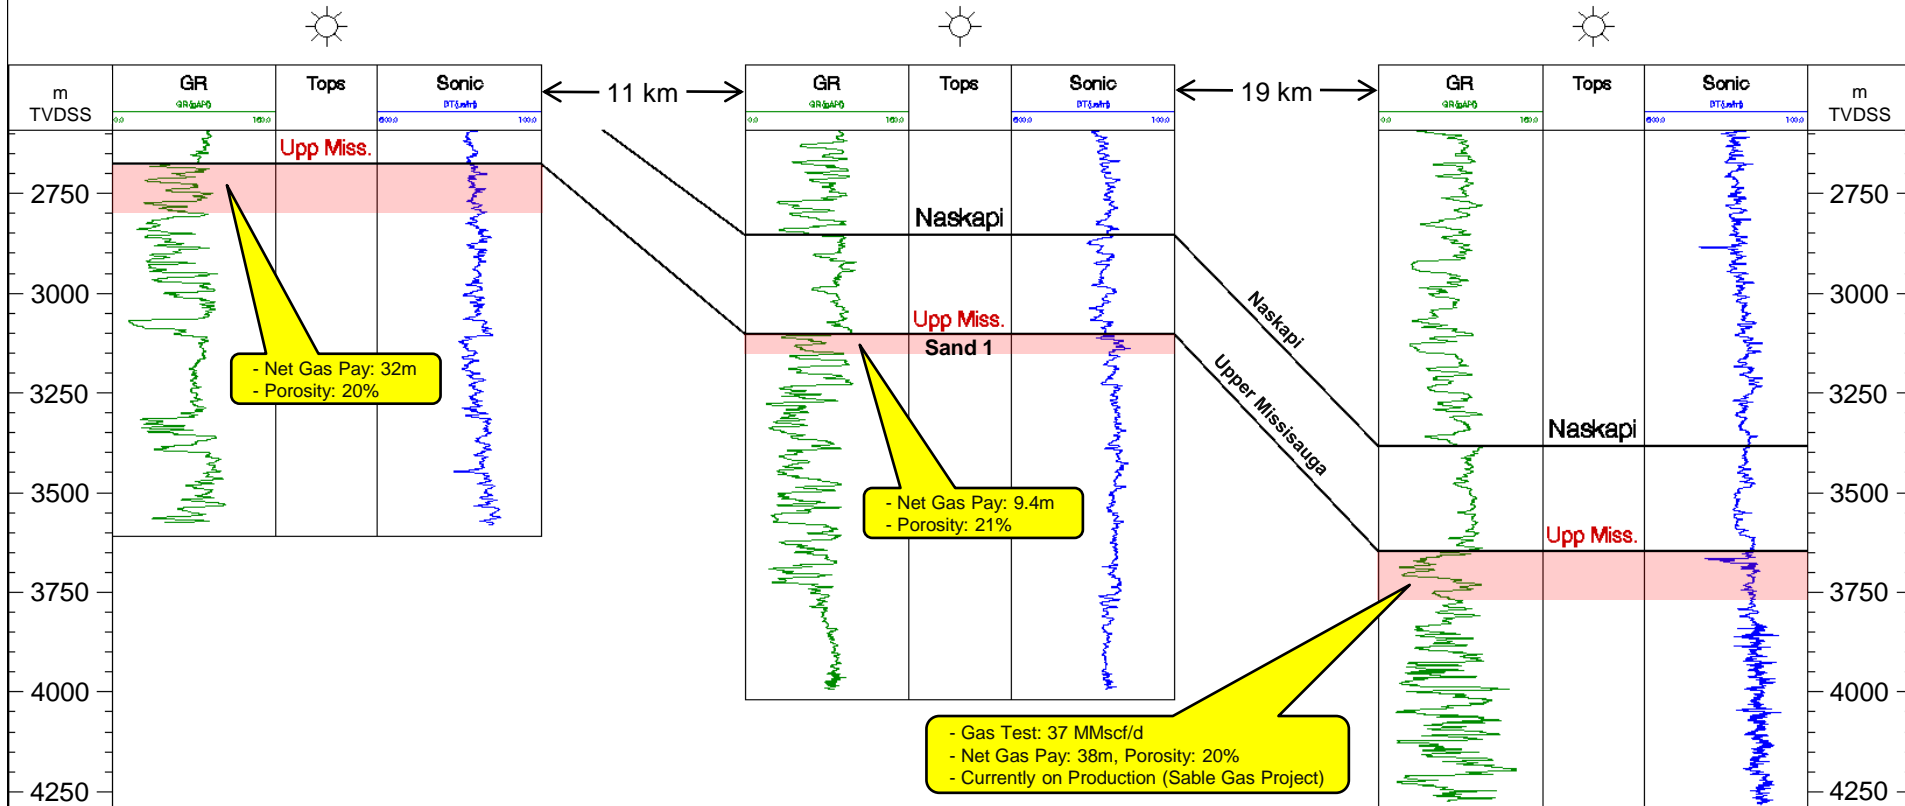 GR
Tops
Sonic
11 km
GR
Tops
Sonic
19 km
GR
Tops
Sonic
m
TVDSS
m
TVDSS
Upp Miss.
2750
3000
3250
3500
3750
4000
4250
- Net Gas Pay: 32m
- Porosity: 20%
Naskapi
Upp Miss.
Sand 1
- Net Gas Pay: 9.4m
- Porosity: 21%
Naskapi
Upper Missisauga
Naskapi
Upp Miss.
- Gas Test: 37 MMscf/d
- Net Gas Pay: 38m, Porosity: 20%
- Currently on Production (Sable Gas Project)
2750
3000
3250
3500
3750
4000
4250